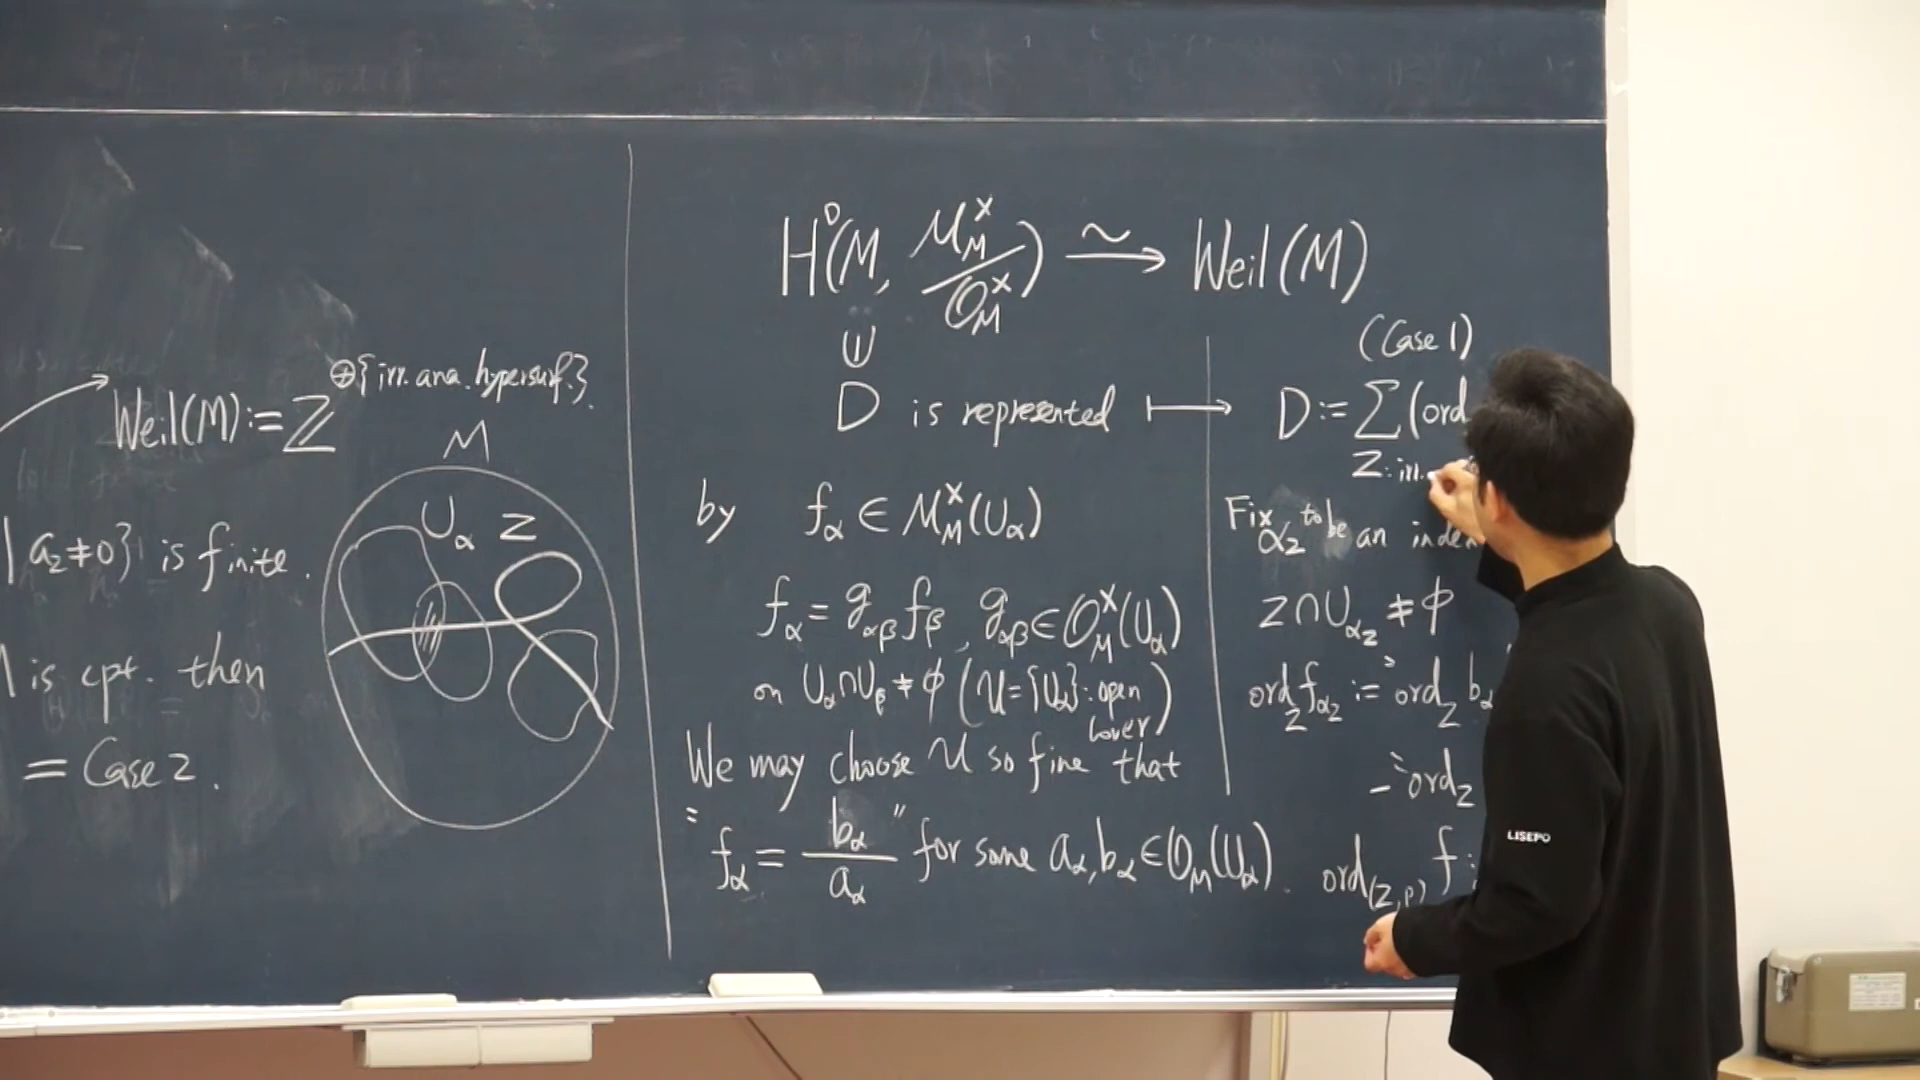 Weil(M) := Z^{⊕{irr. ana. hypersurf.}}.
| a_Z ≠ 0} is finite.
is cpt. then
= Case 2.
M
U_α Z
H^0(M, M_M^× / O_M^×) ⥲ Weil(M)
∪
D is represented ⟼
by f_α ∈ M_M^×(U_α)
f_α = g_αβ f_β, g_αβ ∈ O_M^×(U_α)
on U_α ∩ U_β ≠ φ (U = {U_α} : open cover)
We may choose U so fine that
"f_α = b_α / a_α" for some a_α, b_α ∈ O_M(U_α).
(Case 1)
D := Σ (ord
Z : irr.
Fix α_Z to be an index
Z ∩ U_{α_Z} ≠ φ
ord_Z f_{α_Z} := ord_Z b_α
− ord_Z
ord_(Z,p) f :
LISEPO